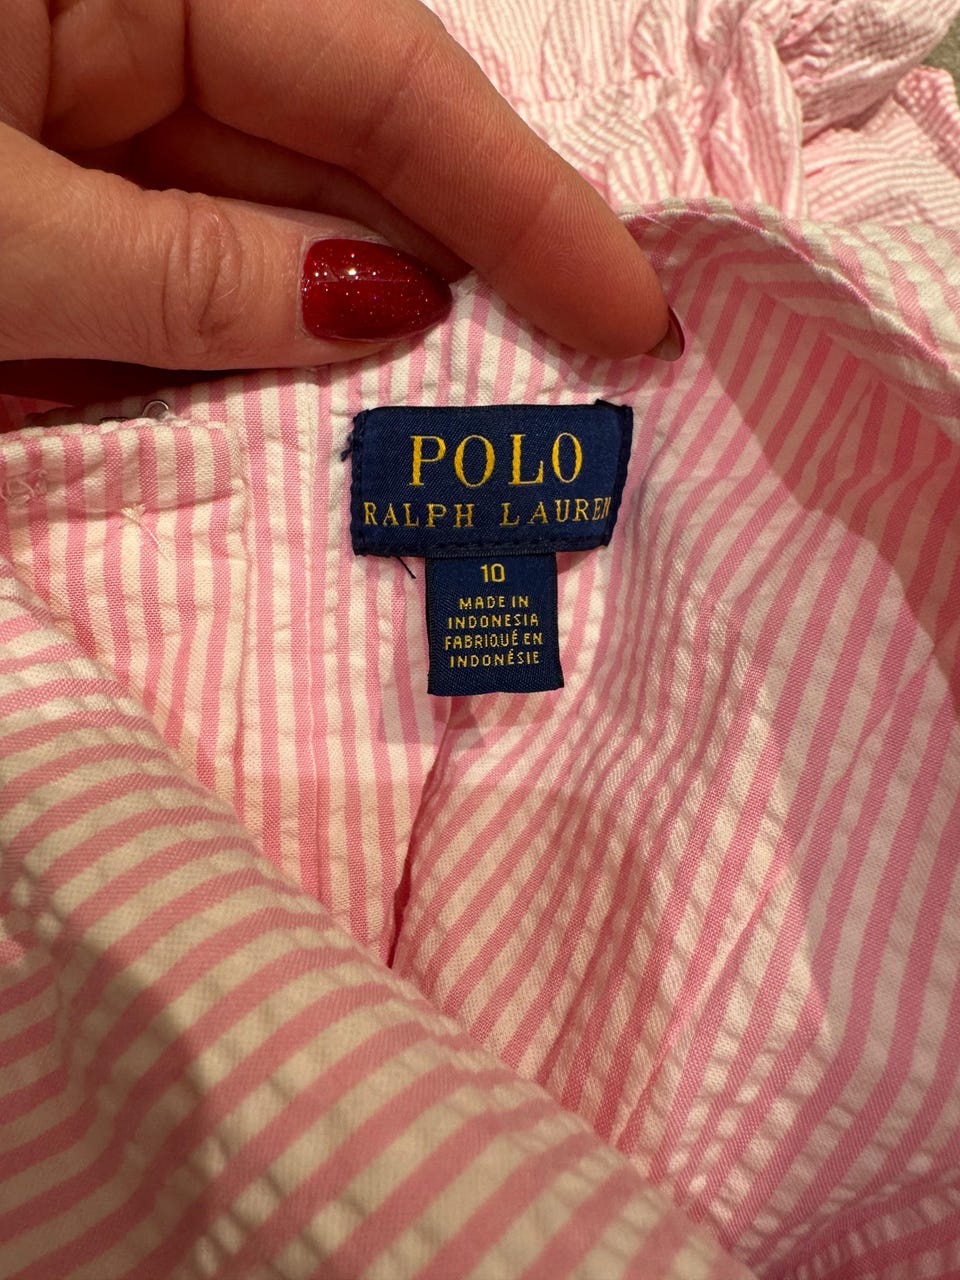 POLO
RALPH LAUREN
10
MADE IN
INDONESIA
FABRIQUÉ EN
INDONÉSIE